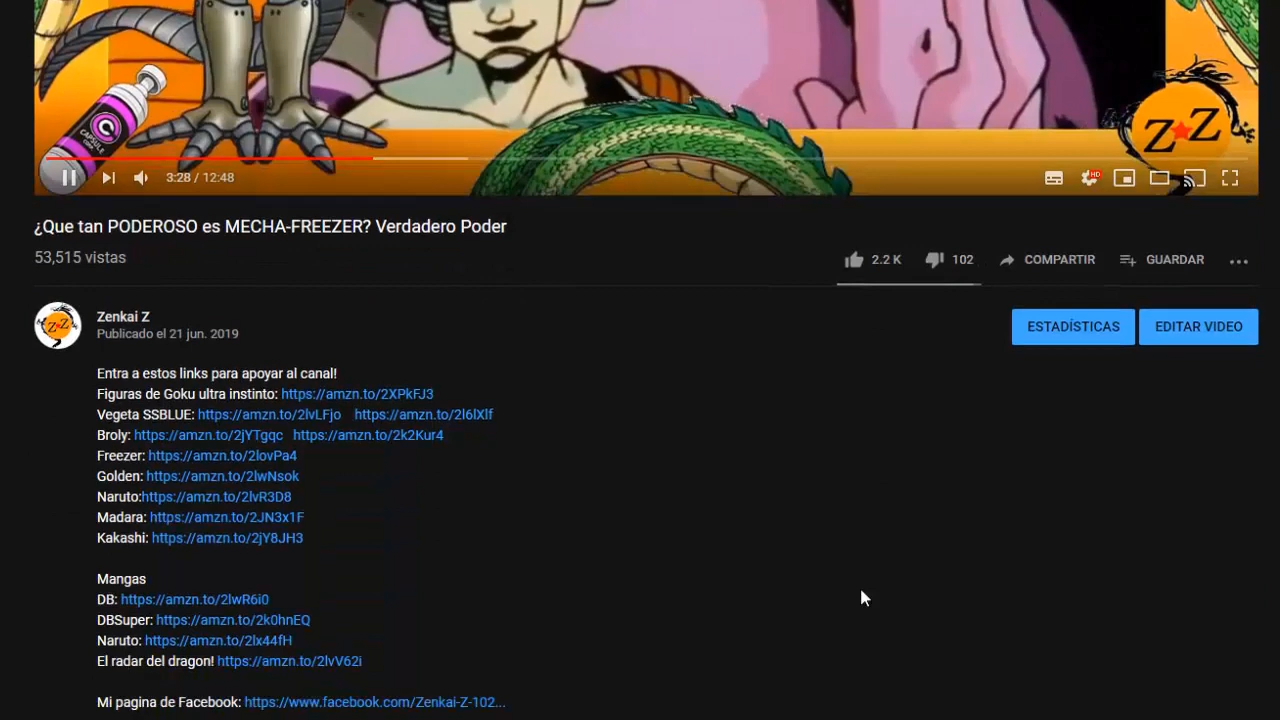 CAPSULE
CORP.
Z Z
3:28 / 12:48
HD
¿Que tan PODEROSO es MECHA-FREEZER? Verdadero Poder
53,515 vistas
2.2 K 102 COMPARTIR GUARDAR
Z Z
Zenkai Z
Publicado el 21 jun. 2019
ESTADÍSTICAS EDITAR VIDEO
Entra a estos links para apoyar al canal!
Figuras de Goku ultra instinto: https://amzn.to/2XPkFJ3
Vegeta SSBLUE: https://amzn.to/2lvLFjo https://amzn.to/2l6lXlf
Broly: https://amzn.to/2jYTgqc https://amzn.to/2k2Kur4
Freezer: https://amzn.to/2lovPa4
Golden: https://amzn.to/2lwNsok
Naruto:https://amzn.to/2lvR3D8
Madara: https://amzn.to/2JN3x1F
Kakashi: https://amzn.to/2jY8JH3
Mangas
DB: https://amzn.to/2lwR6i0
DBSuper: https://amzn.to/2k0hnEQ
Naruto: https://amzn.to/2lx44fH
El radar del dragon! https://amzn.to/2lvV62i
Mi pagina de Facebook: https://www.facebook.com/Zenkai-Z-102...